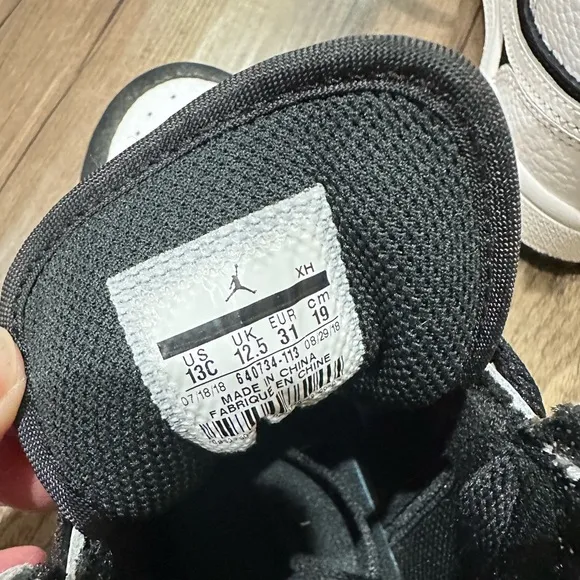 XH
US UK EUR cm
13C 12.5 31 19
07/18/18 640734-113 08/29/18
MADE IN CHINA
FABRIQUE EN CHINE